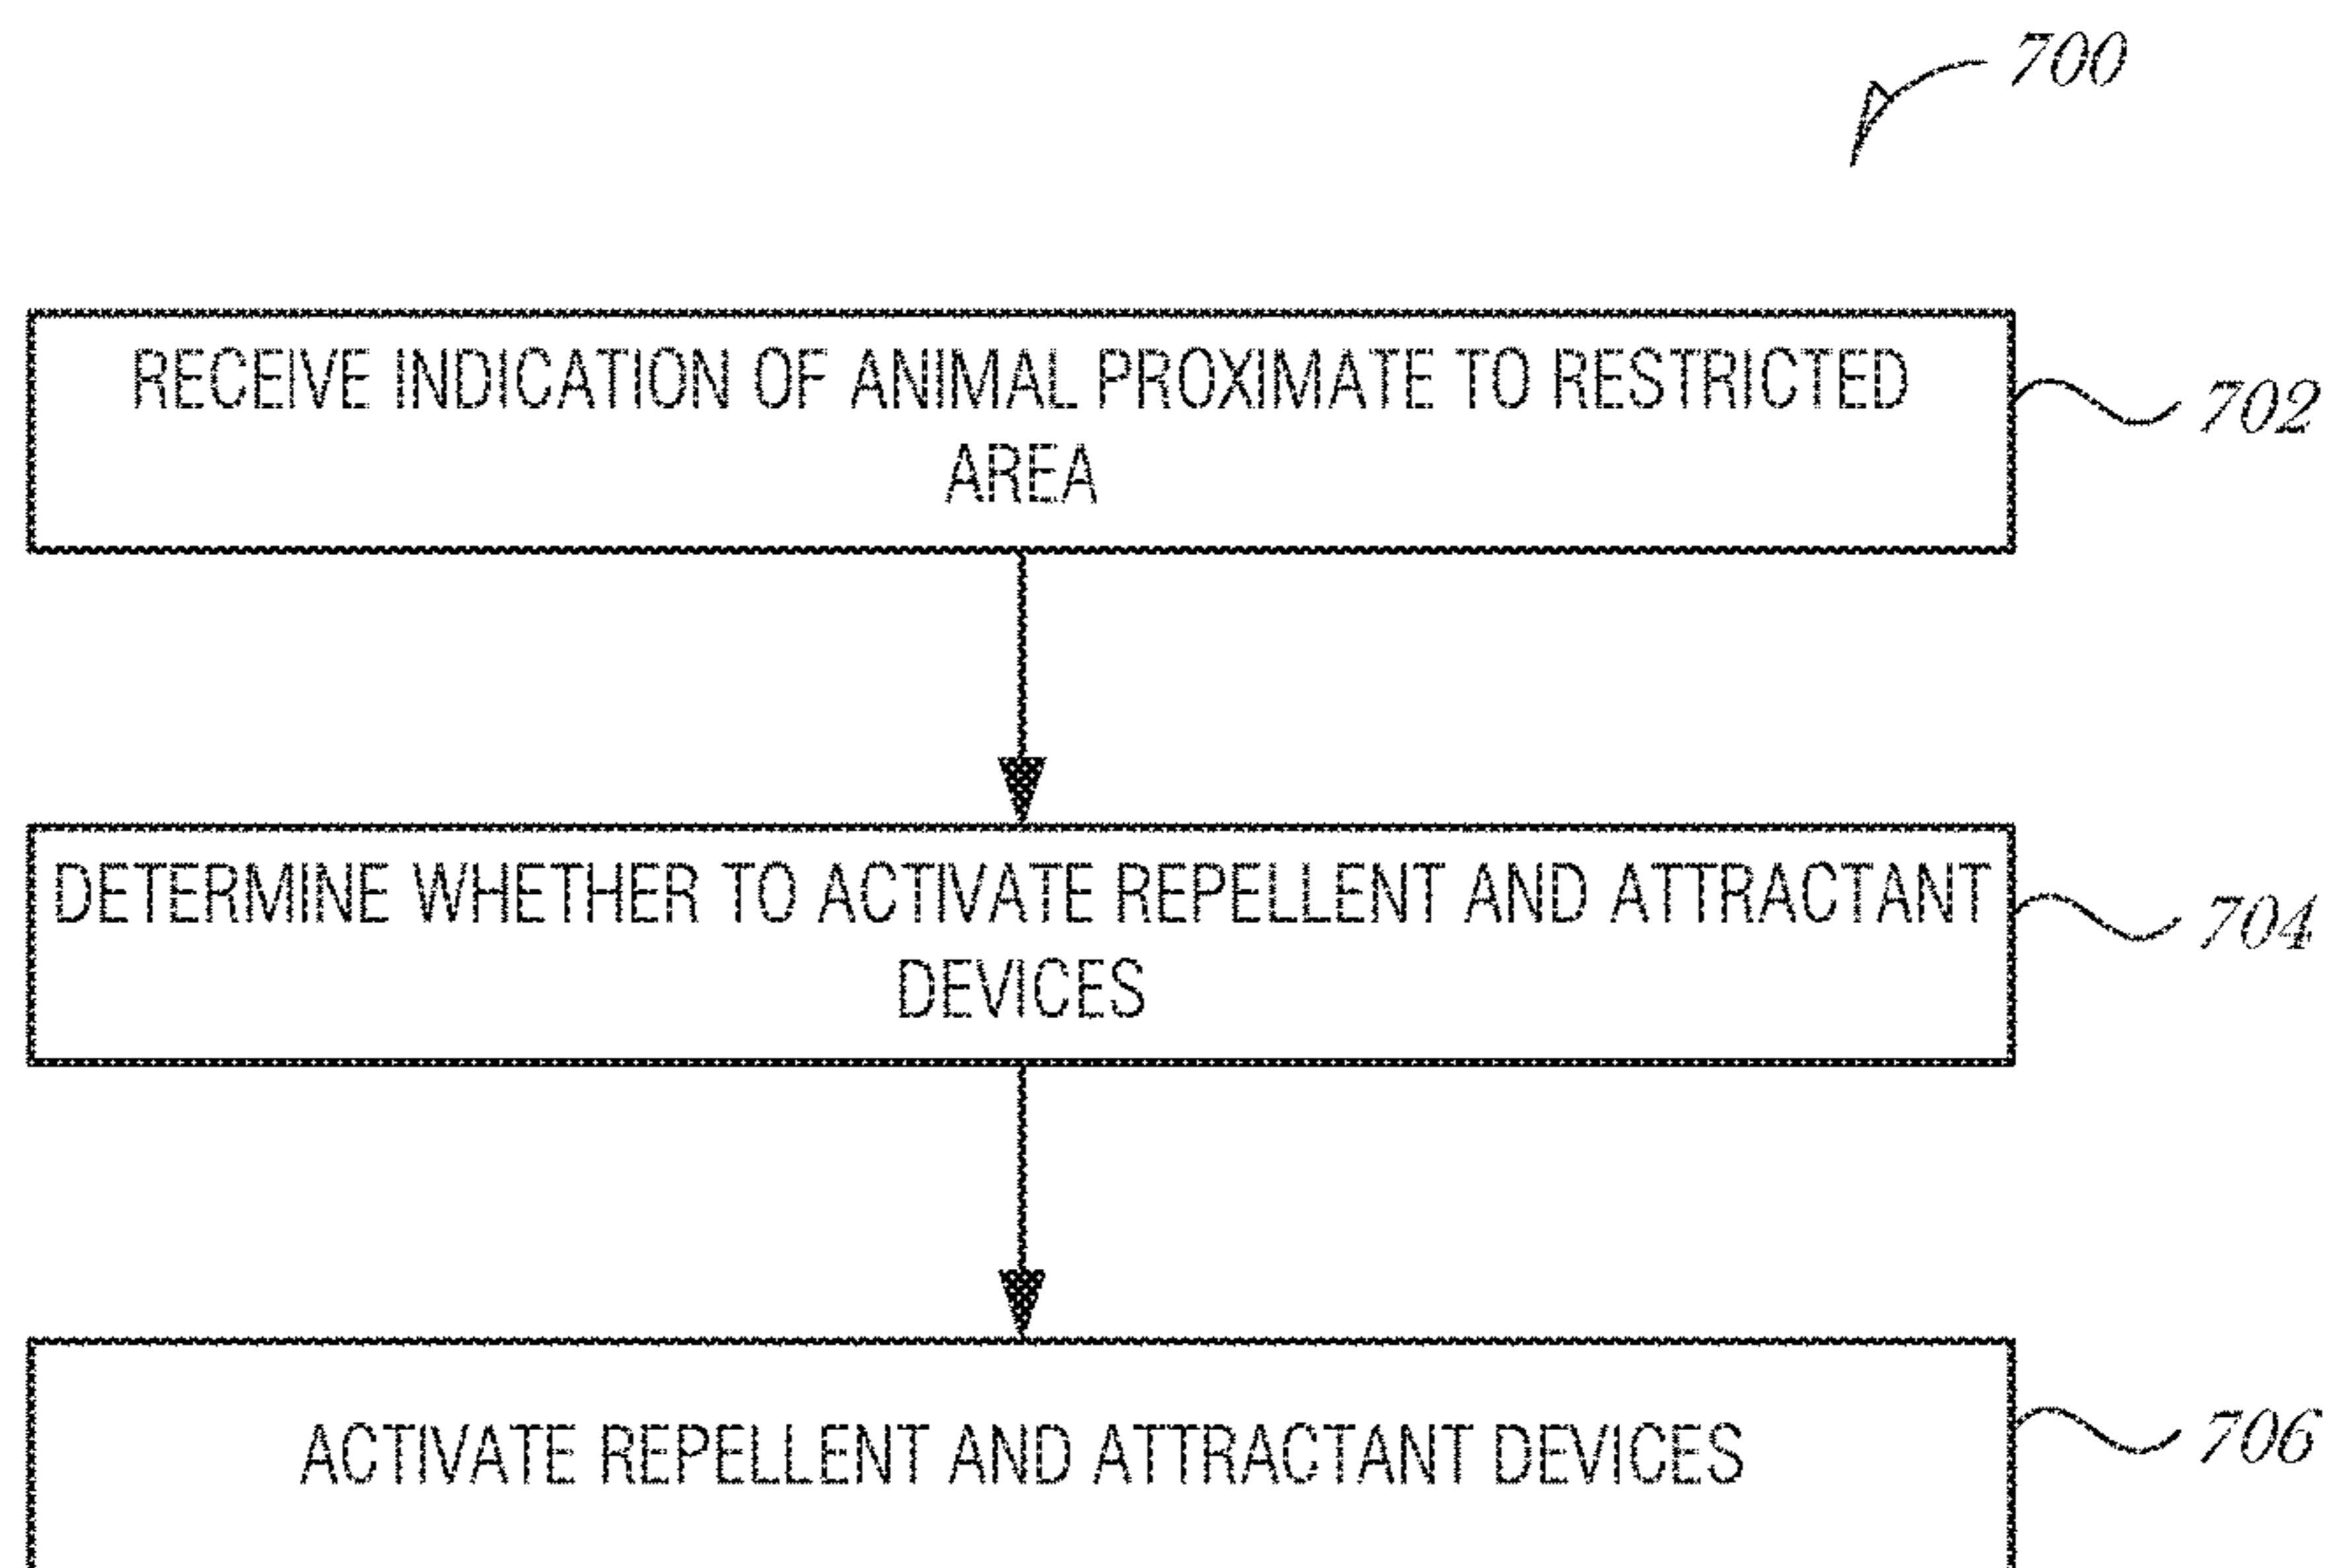 700
RECEIVE INDICATION OF ANIMAL PROXIMATE TO RESTRICTED
AREA
702
DETERMINE WHETHER TO ACTIVATE REPELLENT AND ATTRACTANT
DEVICES
704
ACTIVATE REPELLENT AND ATTRACTANT DEVICES
706